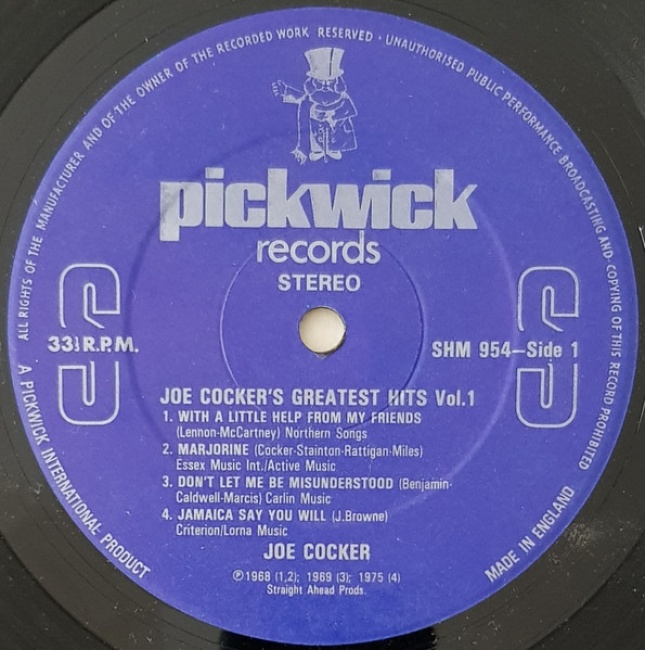 ALL RIGHTS OF THE MANUFACTURER AND OF THE OWNER OF THE RECORDED WORK RESERVED · UNAUTHORISED PUBLIC PERFORMANCE BROADCASTING AND COPYING OF THIS RECORD PROHIBITED
pickwick
records
STEREO
33⅓ R.P.M.
SHM 954–Side 1
JOE COCKER'S GREATEST HITS Vol.1
1. WITH A LITTLE HELP FROM MY FRIENDS
(Lennon-McCartney) Northern Songs
2. MARJORINE (Cocker-Stainton-Rattigan-Miles)
Essex Music Int./Active Music
3. DON'T LET ME BE MISUNDERSTOOD (Benjamin-
Caldwell-Marcis) Carlin Music
4. JAMAICA SAY YOU WILL (J.Browne)
Criterion/Lorna Music
JOE COCKER
℗1968 (1,2); 1969 (3); 1975 (4)
Straight Ahead Prods.
A PICKWICK INTERNATIONAL PRODUCT
MADE IN ENGLAND